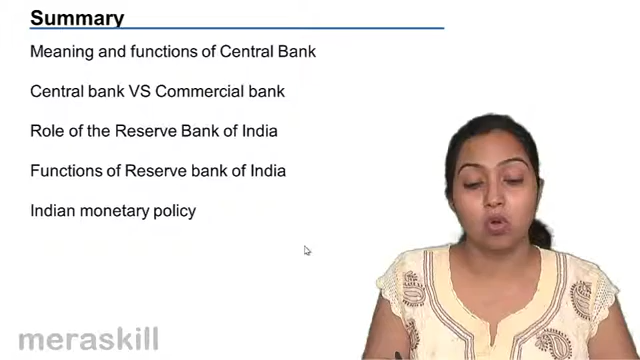 Summary
Meaning and functions of Central Bank
Central bank VS Commercial bank
Role of the Reserve Bank of India
Functions of Reserve bank of India
Indian monetary policy
meraskill